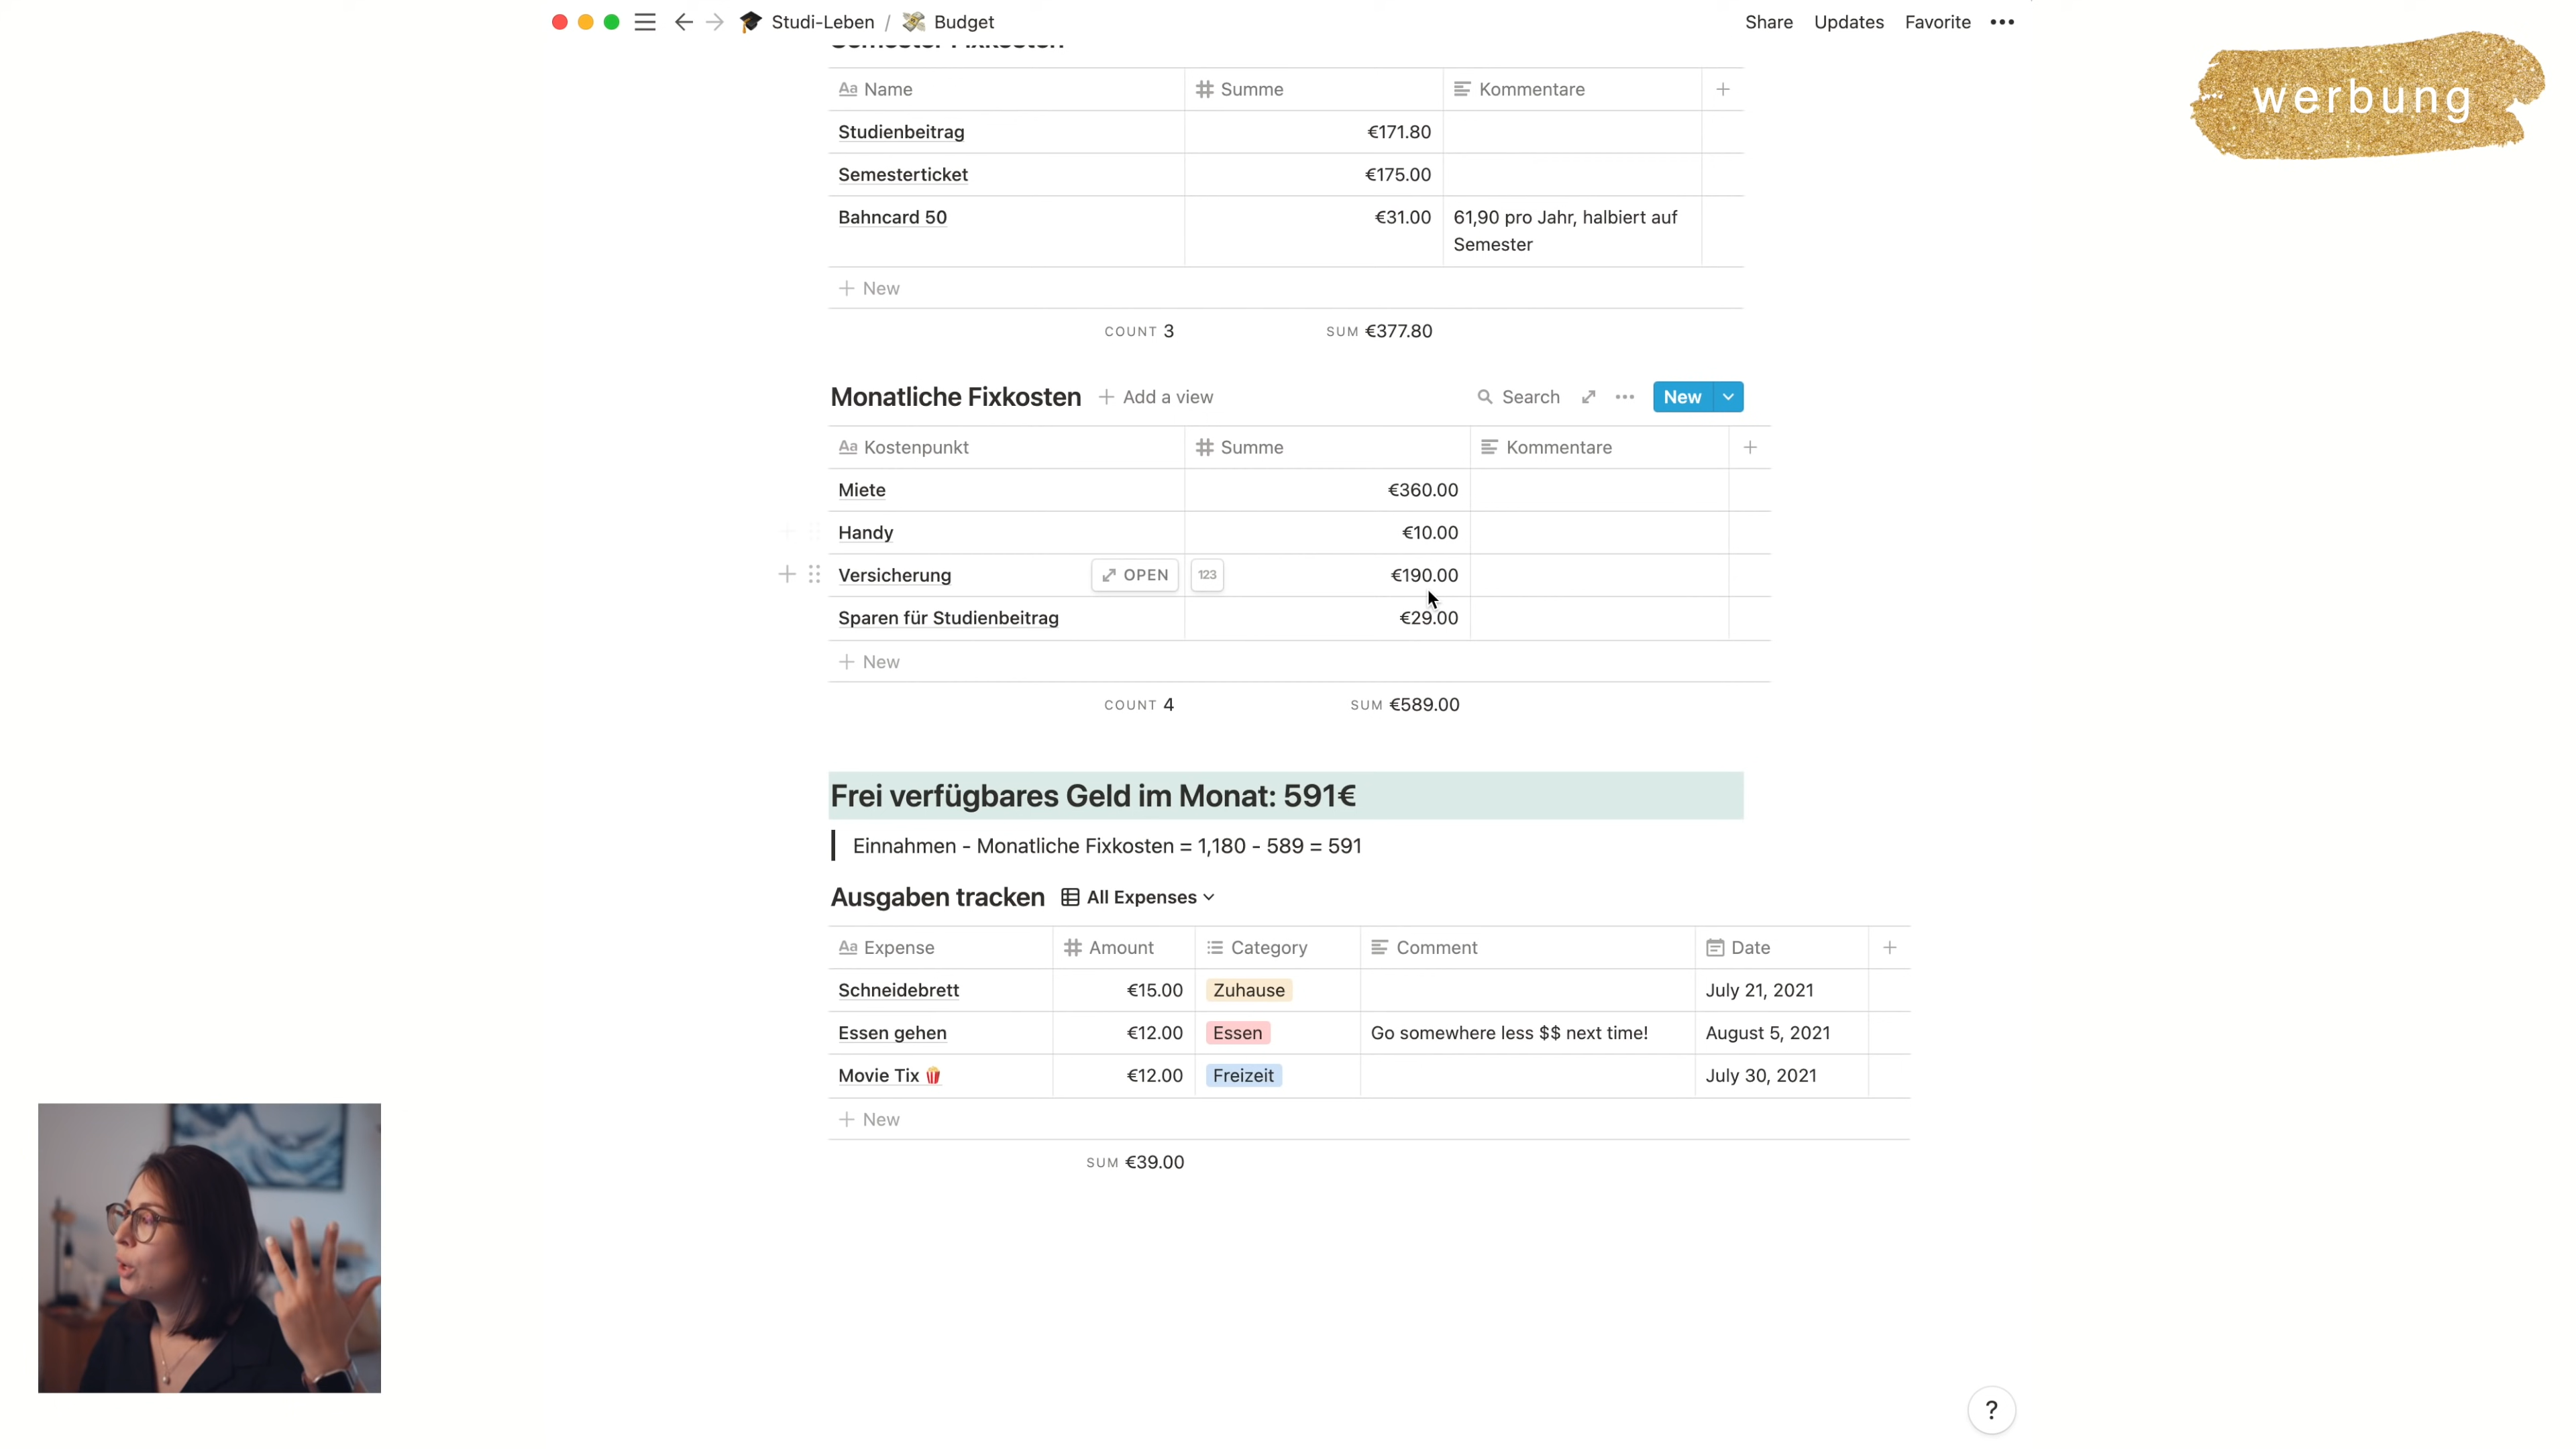 Studi-Leben / Budget
Share Updates Favorite
werbung
Semester Fixkosten
Aa Name Summe Kommentare
Studienbeitrag €171.80
Semesterticket €175.00
Bahncard 50 €31.00 61,90 pro Jahr, halbiert auf
Semester
+ New
COUNT 3 SUM €377.80
Monatliche Fixkosten + Add a view Search New
Aa Kostenpunkt Summe Kommentare
Miete €360.00
Handy €10.00
Versicherung OPEN 123 €190.00
Sparen für Studienbeitrag €29.00
+ New
COUNT 4 SUM €589.00
Frei verfügbares Geld im Monat: 591€
Einnahmen - Monatliche Fixkosten = 1,180 - 589 = 591
Ausgaben tracken All Expenses
Aa Expense Amount Category Comment Date
Schneidebrett €15.00 Zuhause July 21, 2021
Essen gehen €12.00 Essen Go somewhere less $$ next time! August 5, 2021
Movie Tix €12.00 Freizeit July 30, 2021
+ New
SUM €39.00
?